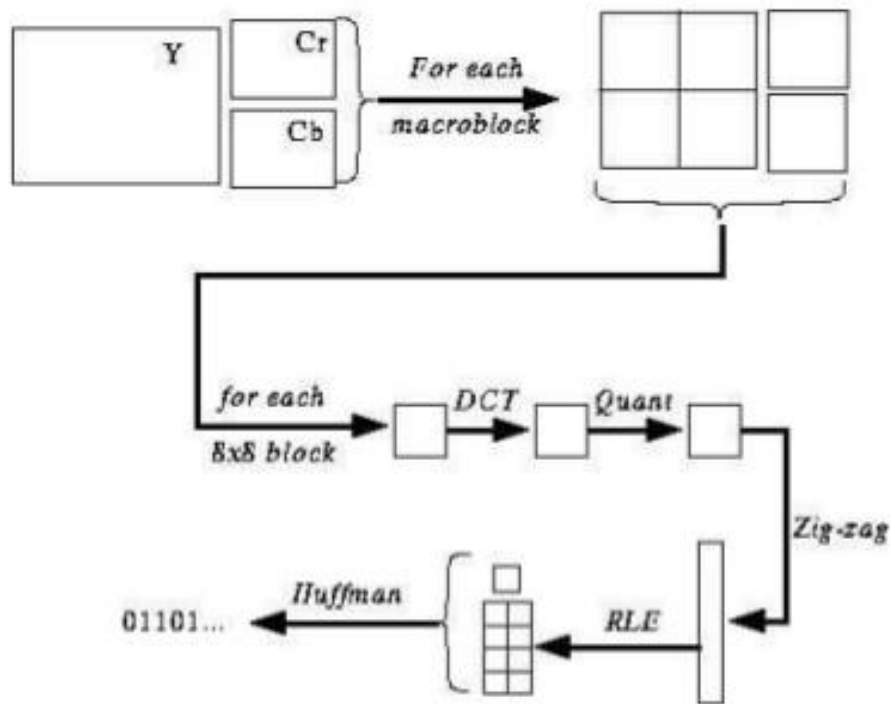 Y
Cr
Cb
For each
macroblock
for each
8x8 block
DCT
Quant
Zig-zag
RLE
Huffman
01101...